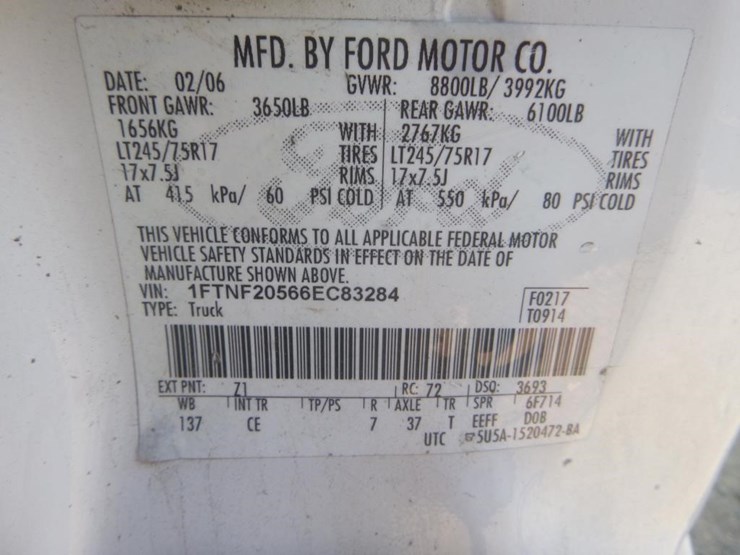 MFD. BY FORD MOTOR CO.
DATE: 02/06 GVWR: 8800LB/ 3992KG
FRONT GAWR: 3650LB REAR GAWR: 6100LB
1656KG WITH 2767KG WITH
LT245/75R17 TIRES LT245/75R17 TIRES
17x7.5J RIMS 17x7.5J RIMS
AT 415 kPa/ 60 PSI COLD AT 550 kPa/ 80 PSI COLD
Ford
THIS VEHICLE CONFORMS TO ALL APPLICABLE FEDERAL MOTOR
VEHICLE SAFETY STANDARDS IN EFFECT ON THE DATE OF
MANUFACTURE SHOWN ABOVE.
VIN: 1FTNF20566EC83284 F0217
TYPE: Truck T0914
EXT PNT: Z1 RC: 72 DSO: 3693
WB INT TR TP/PS R AXLE TR SPR 6F714
137 CE 7 37 T EEFF DOB
UTC 5U5A-1520472-BA